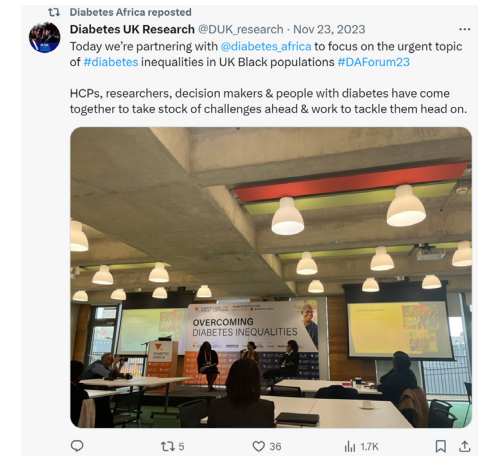 Diabetes Africa reposted
Diabetes UK Research @DUK_research · Nov 23, 2023
Today we're partnering with @diabetes_africa to focus on the urgent topic
of #diabetes inequalities in UK Black populations #DAForum23
HCPs, researchers, decision makers & people with diabetes have come
together to take stock of challenges ahead & work to tackle them head on.
OVERCOMING
DIABETES INEQUALITIES
DIABETES
AFRICA
5
36
1.7K